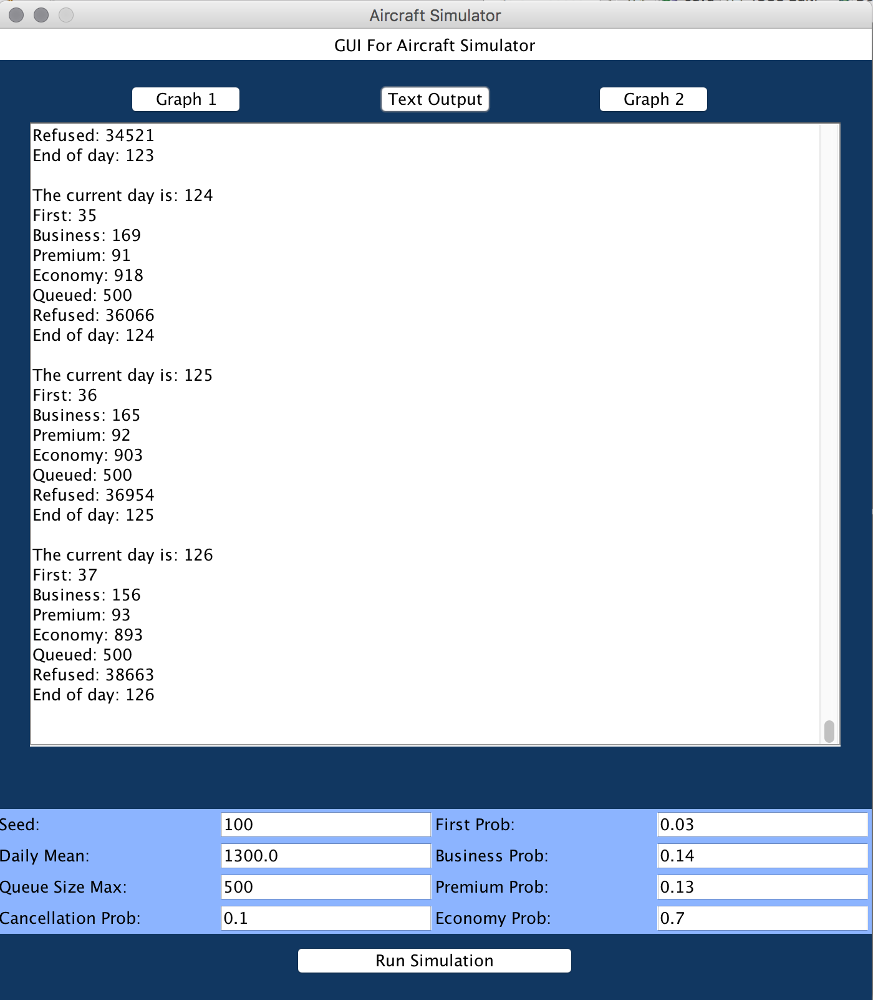 Aircraft Simulator
GUI For Aircraft Simulator
Graph 1
Text Output
Graph 2
Refused: 34521
End of day: 123
The current day is: 124
First: 35
Business: 169
Premium: 91
Economy: 918
Queued: 500
Refused: 36066
End of day: 124
The current day is: 125
First: 36
Business: 165
Premium: 92
Economy: 903
Queued: 500
Refused: 36954
End of day: 125
The current day is: 126
First: 37
Business: 156
Premium: 93
Economy: 893
Queued: 500
Refused: 38663
End of day: 126
Seed: 100 First Prob: 0.03
Daily Mean: 1300.0 Business Prob: 0.14
Queue Size Max: 500 Premium Prob: 0.13
Cancellation Prob: 0.1 Economy Prob: 0.7
Run Simulation